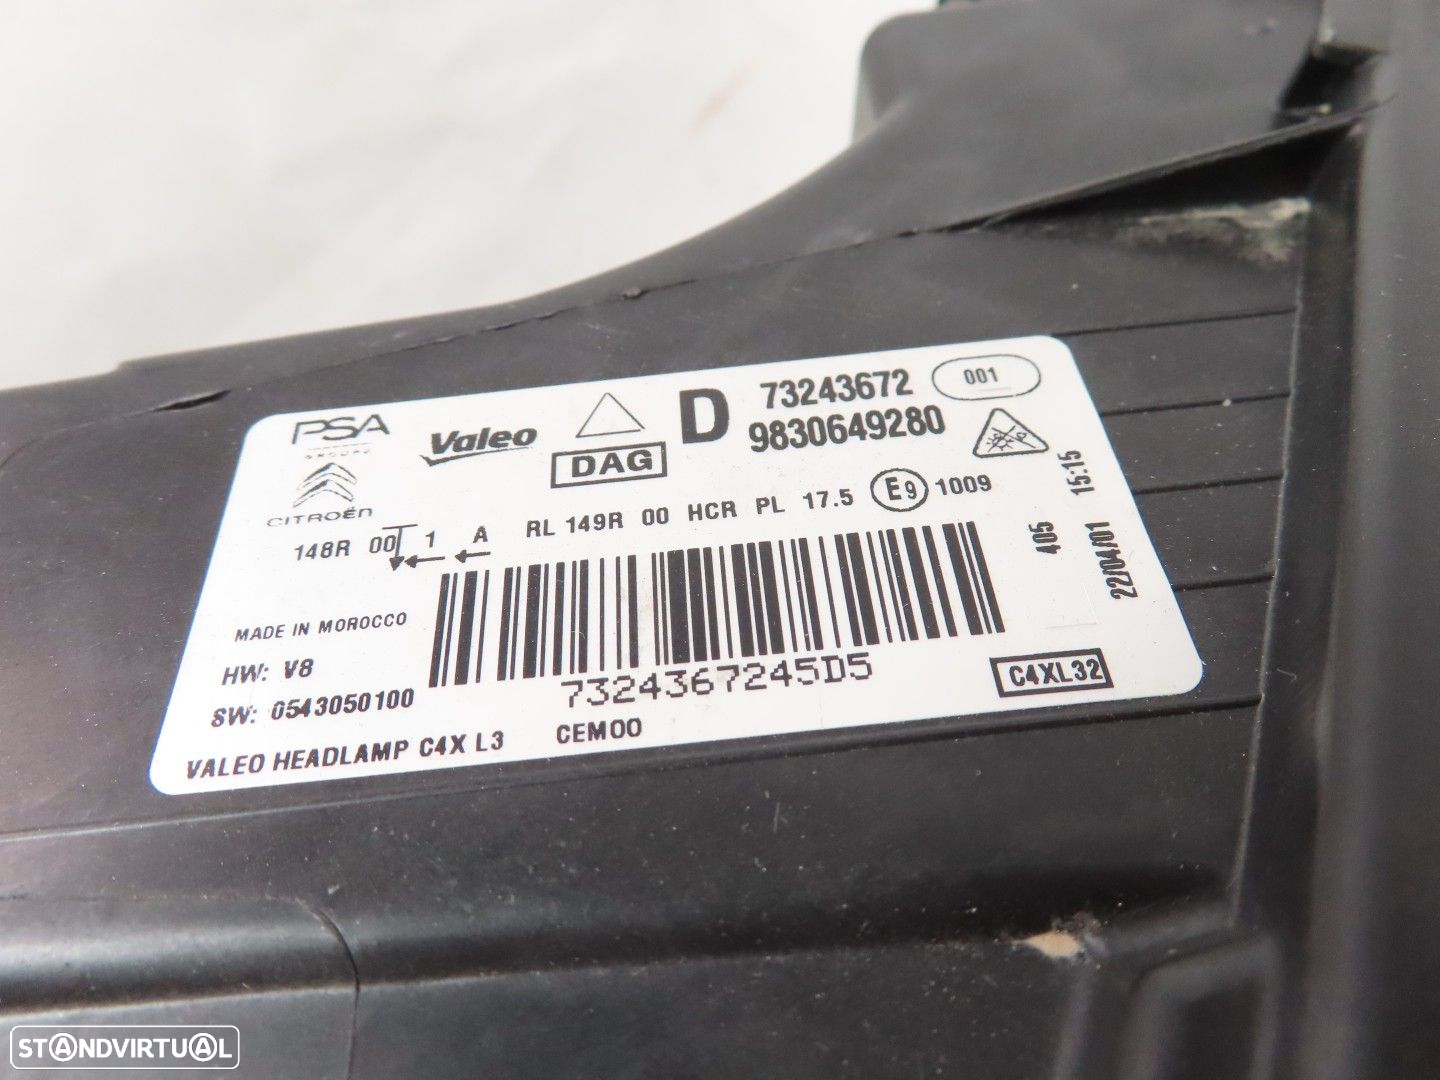 PSA
GROUPE
CITROËN
Valeo
DAG
D
73243672
9830649280
001
P
148R 00 1 A
RL 149R 00 HCR PL 17.5 E9 1009
405
22/04/01 15:15
MADE IN MOROCCO
HW: V8
SW: 0543050100
7324367245D5
C4XL32
VALEO HEADLAMP C4X L3 CEM00
STANDVIRTUAL